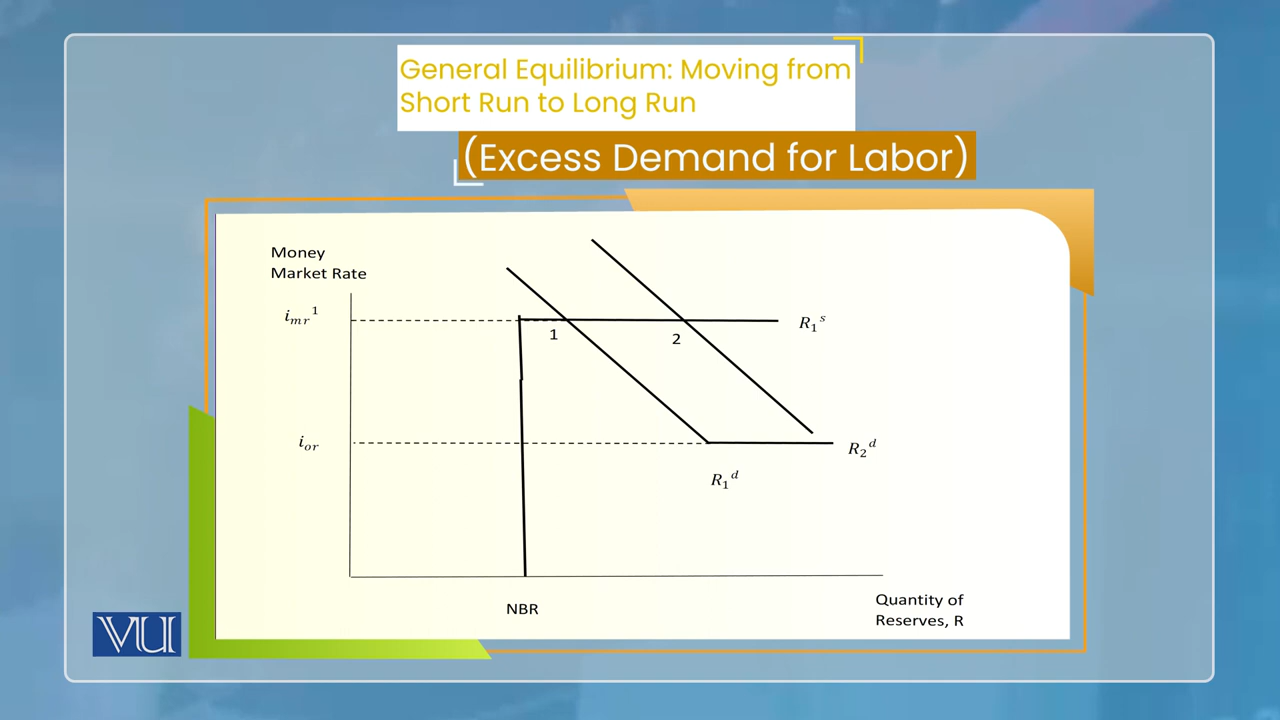 General Equilibrium: Moving from
Short Run to Long Run
(Excess Demand for Labor)
Money
Market Rate
i_mr^1
R_1^s
1
2
i_or
R_2^d
R_1^d
NBR
Quantity of
Reserves, R
VU